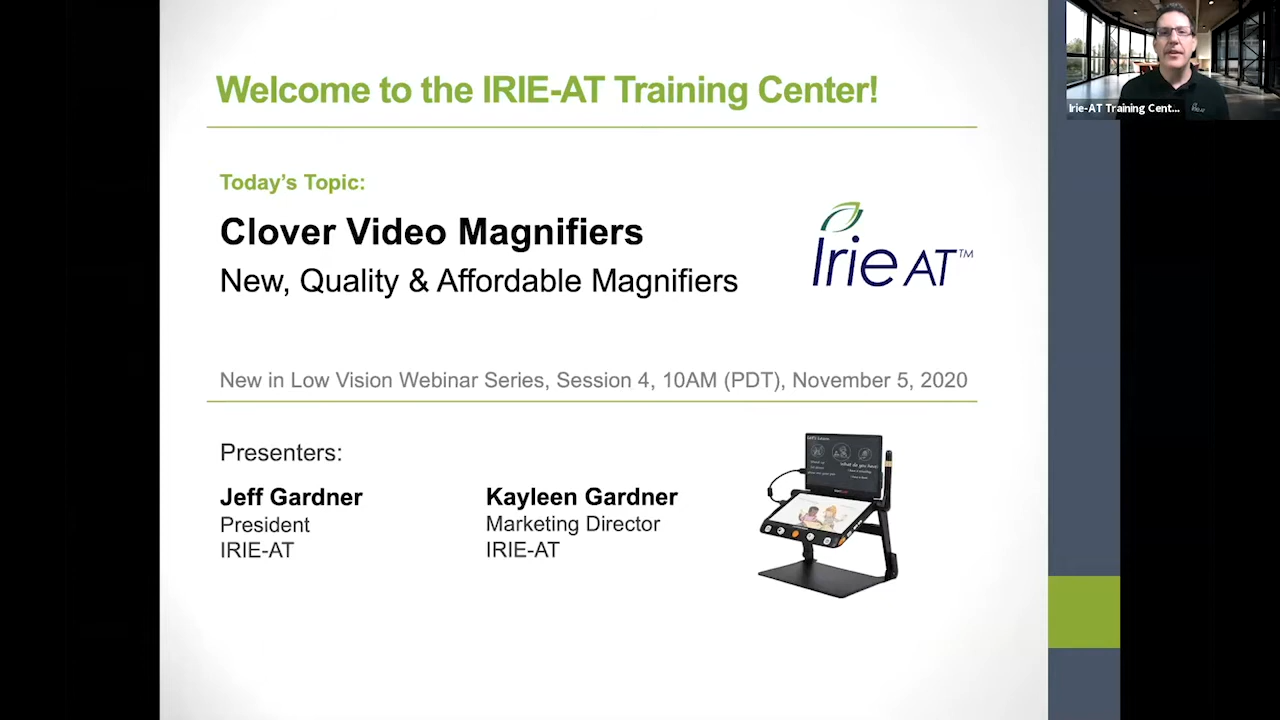 Welcome to the IRIE-AT Training Center!
Irie-AT Training Cent...
Today's Topic:
Clover Video Magnifiers
New, Quality & Affordable Magnifiers
Irie AT™
New in Low Vision Webinar Series, Session 4, 10AM (PDT), November 5, 2020
Presenters:
Jeff Gardner
President
IRIE-AT
Kayleen Gardner
Marketing Director
IRIE-AT